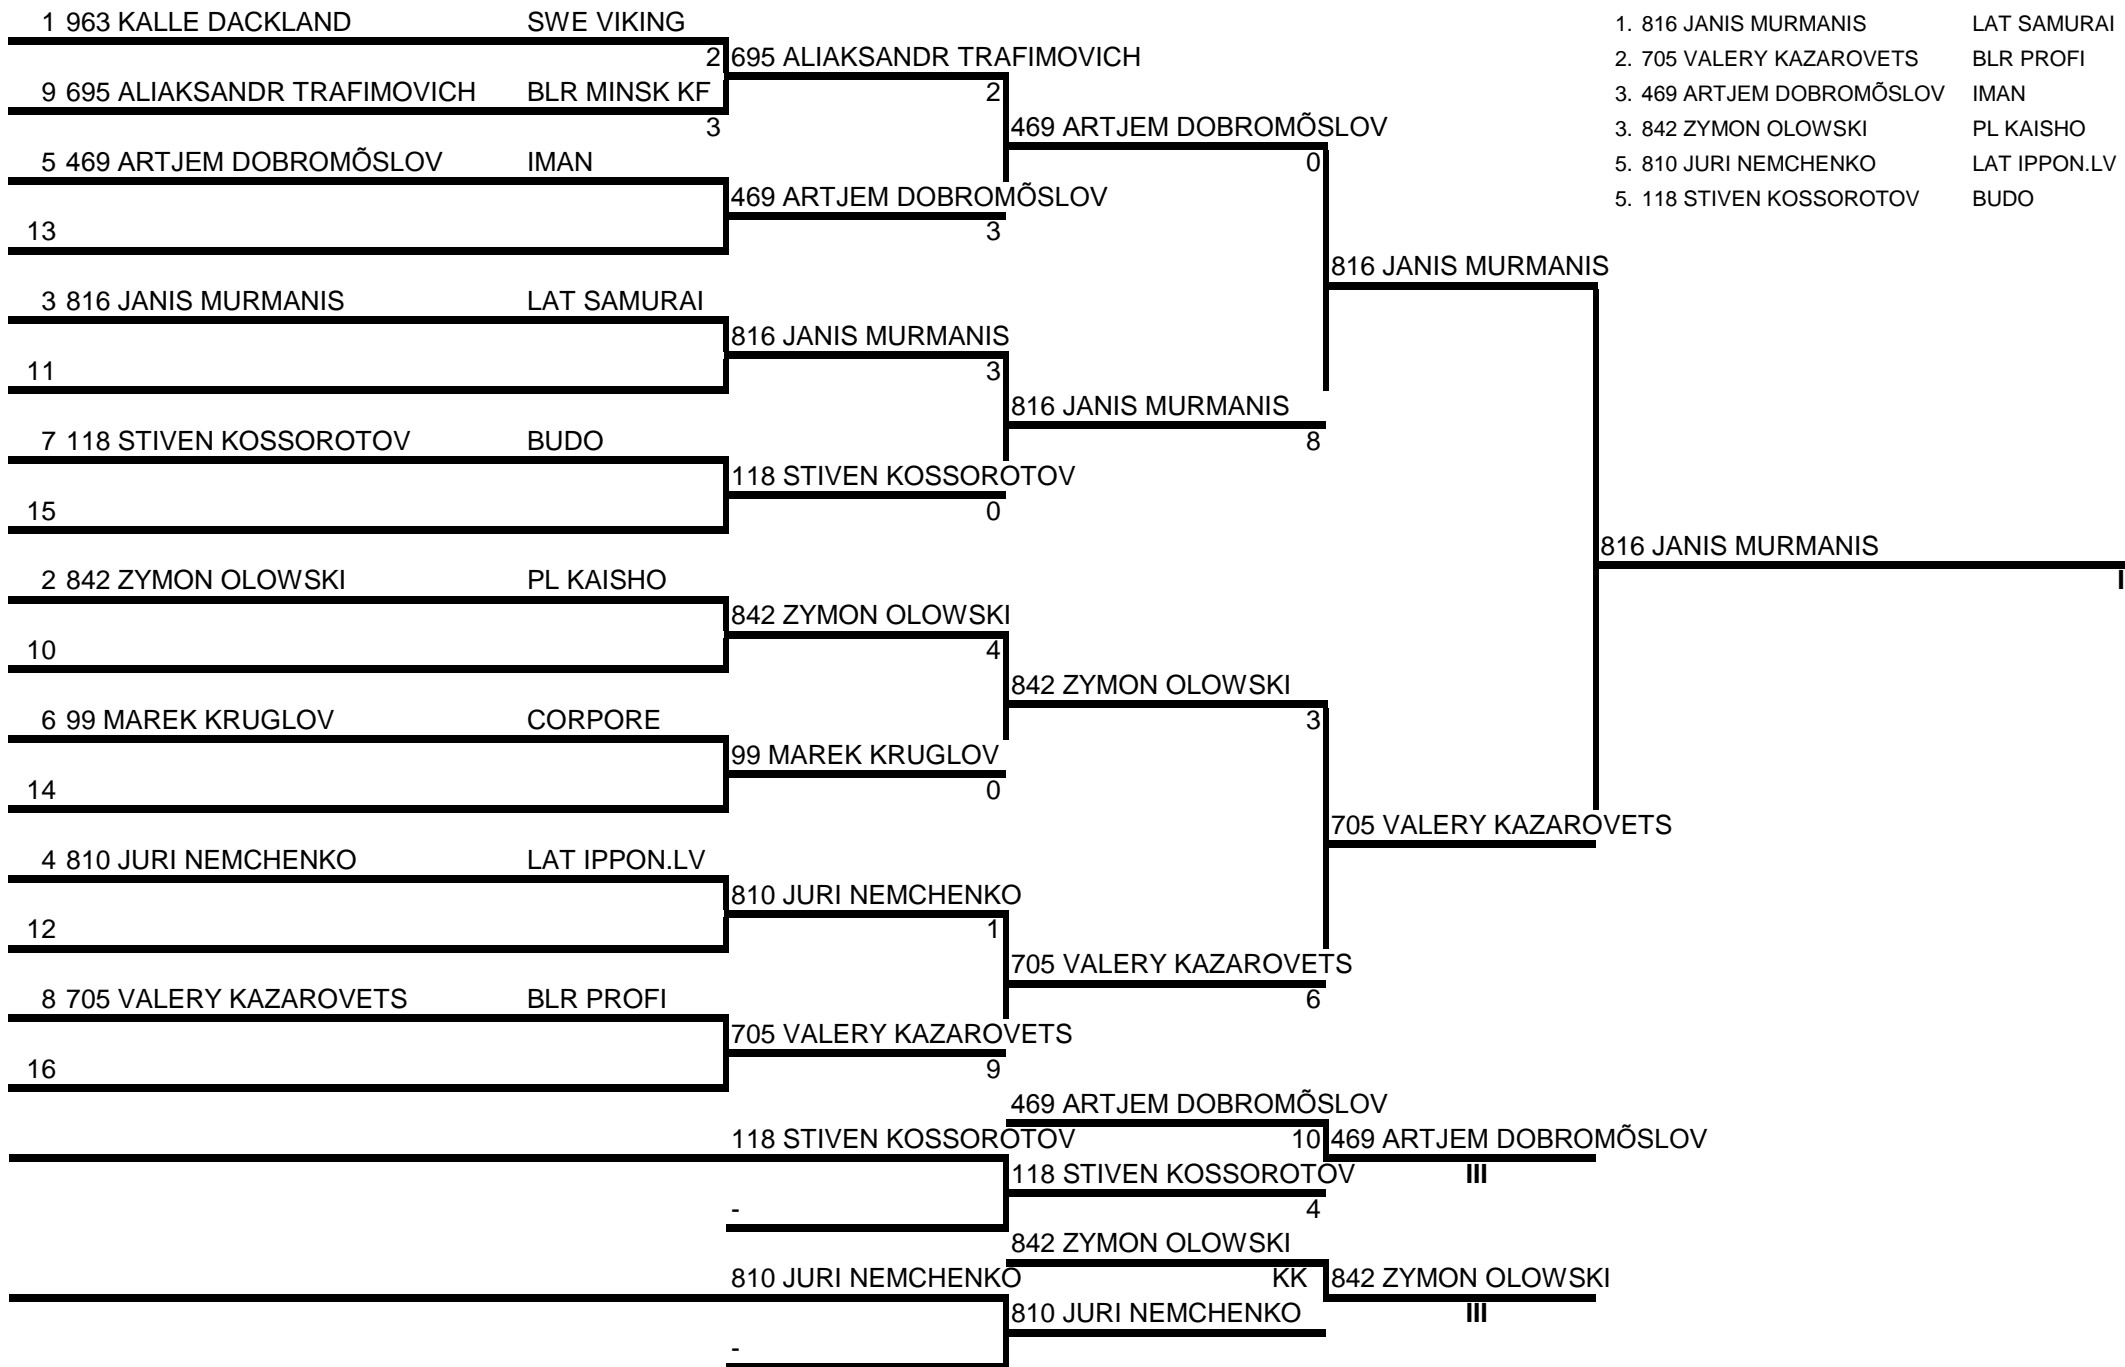 1 963 KALLE DACKLAND SWE VIKING
2 695 ALIAKSANDR TRAFIMOVICH
9 695 ALIAKSANDR TRAFIMOVICH BLR MINSK KF 2
3 469 ARTJEM DOBROMÕSLOV
5 469 ARTJEM DOBROMÕSLOV IMAN 0
469 ARTJEM DOBROMÕSLOV
13 3
816 JANIS MURMANIS
3 816 JANIS MURMANIS LAT SAMURAI
816 JANIS MURMANIS
11 3
816 JANIS MURMANIS
7 118 STIVEN KOSSOROTOV BUDO 8
118 STIVEN KOSSOROTOV
15 0
816 JANIS MURMANIS
2 842 ZYMON OLOWSKI PL KAISHO I
842 ZYMON OLOWSKI
10 4
842 ZYMON OLOWSKI
6 99 MAREK KRUGLOV CORPORE 3
99 MAREK KRUGLOV
14 0
705 VALERY KAZAROVETS
4 810 JURI NEMCHENKO LAT IPPON.LV
810 JURI NEMCHENKO
12 1
705 VALERY KAZAROVETS
8 705 VALERY KAZAROVETS BLR PROFI 6
705 VALERY KAZAROVETS
16 9
469 ARTJEM DOBROMÕSLOV
118 STIVEN KOSSOROTOV 10 469 ARTJEM DOBROMÕSLOV
118 STIVEN KOSSOROTOV III
- 4
842 ZYMON OLOWSKI
810 JURI NEMCHENKO KK 842 ZYMON OLOWSKI
810 JURI NEMCHENKO III
-
1. 816 JANIS MURMANIS LAT SAMURAI
2. 705 VALERY KAZAROVETS BLR PROFI
3. 469 ARTJEM DOBROMÕSLOV IMAN
3. 842 ZYMON OLOWSKI PL KAISHO
5. 810 JURI NEMCHENKO LAT IPPON.LV
5. 118 STIVEN KOSSOROTOV BUDO